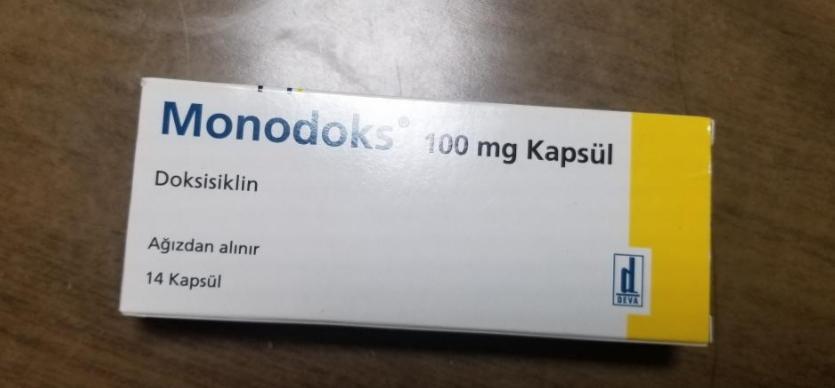 Monodoks® 100 mg Kapsül
Doksisiklin
Ağızdan alınır
14 Kapsül
d
DEVA